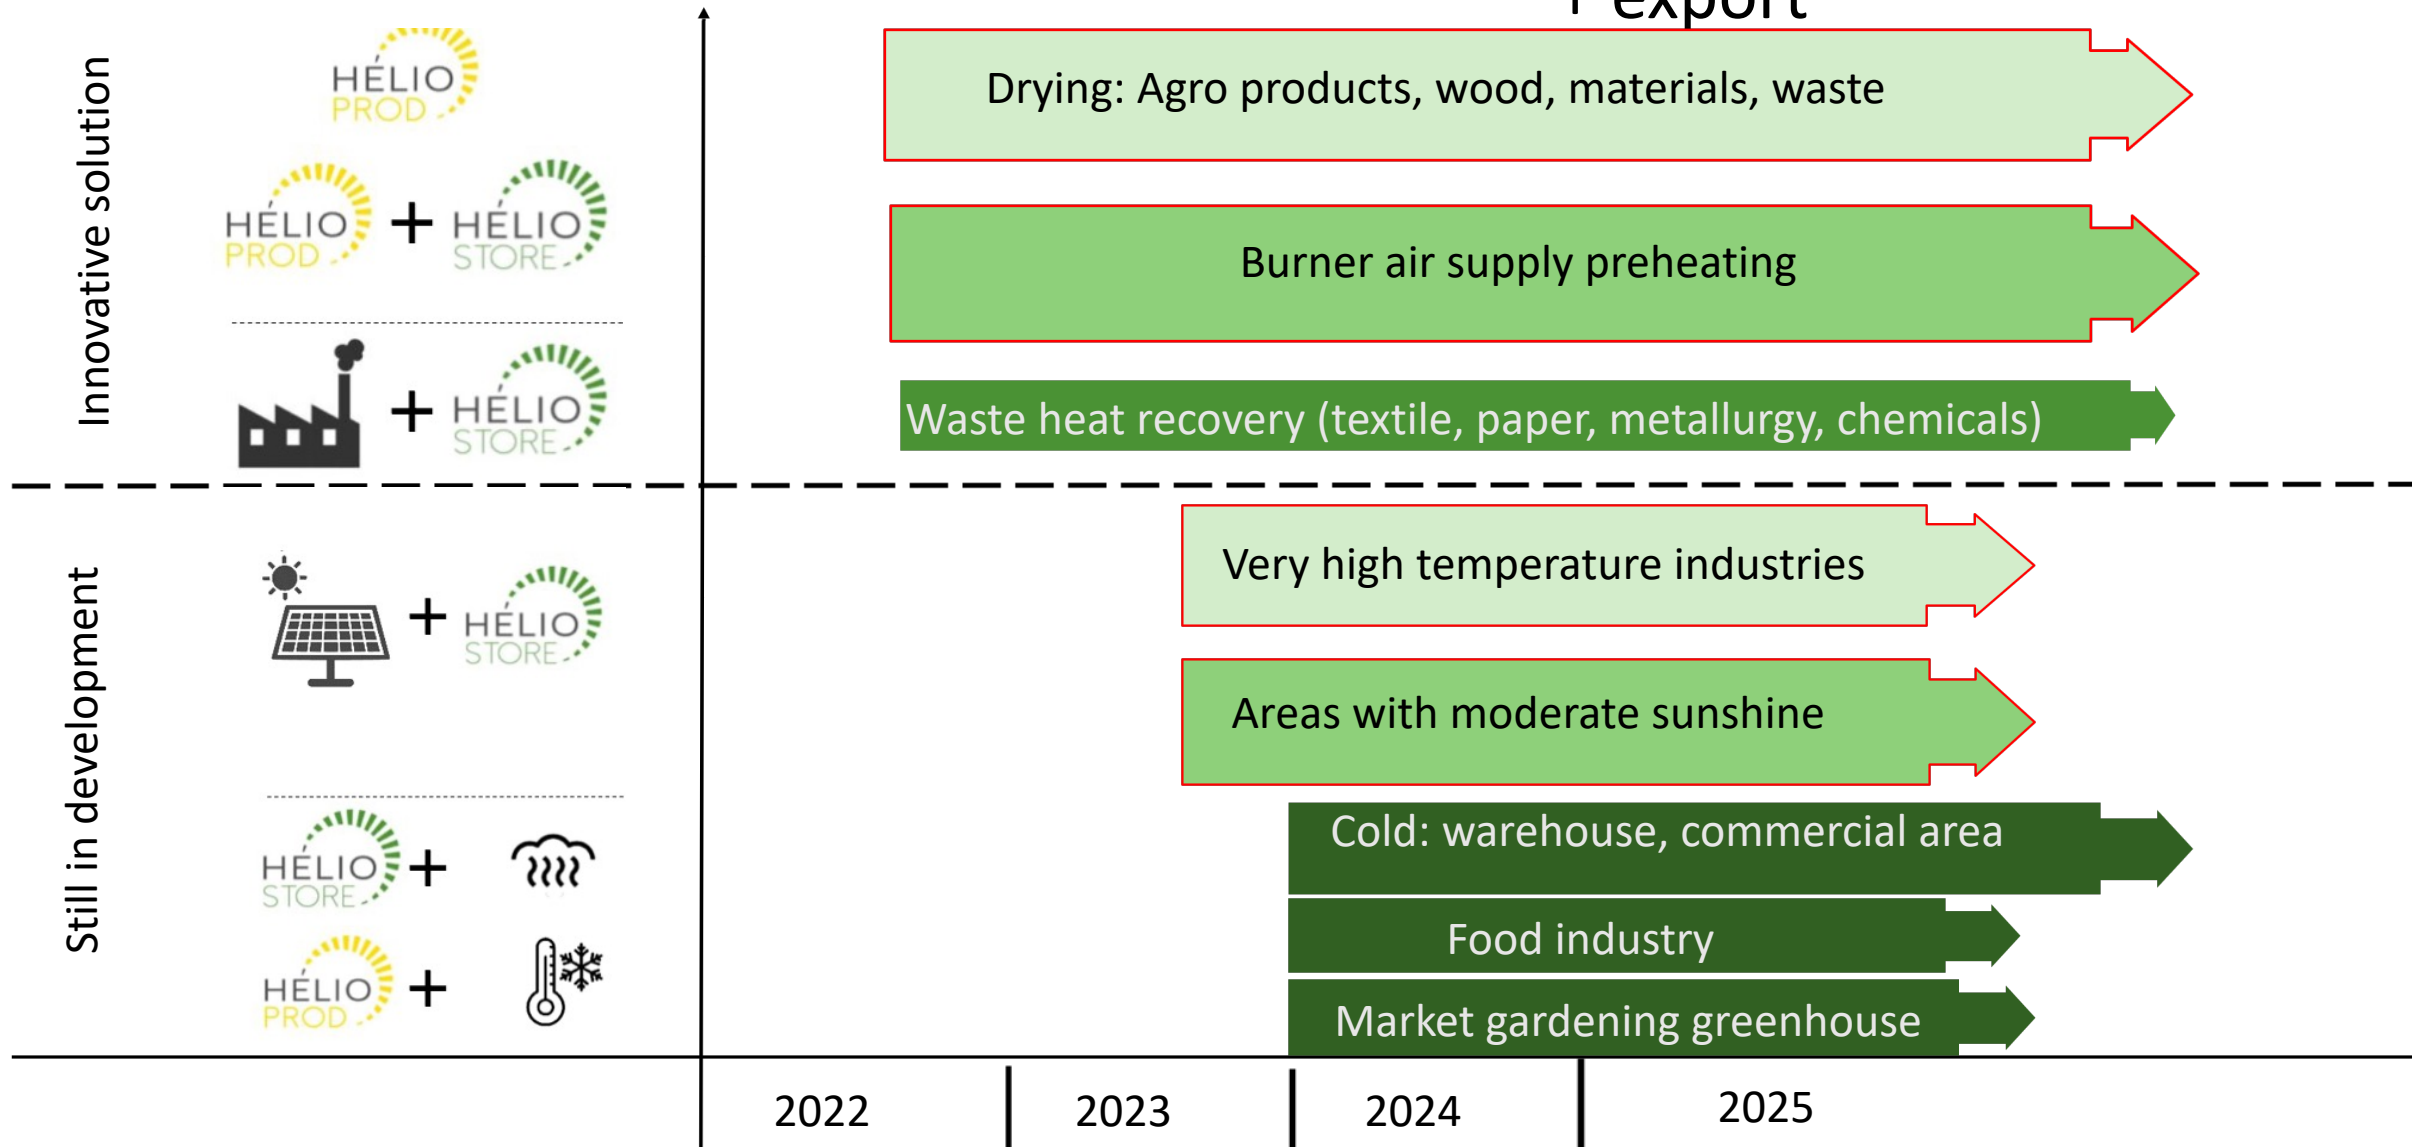 + export
Innovative solution
HÉLIO
PROD
Drying: Agro products, wood, materials, waste
HÉLIO
PROD
+
HÉLIO
STORE
Burner air supply preheating
+
HÉLIO
STORE
Waste heat recovery (textile, paper, metallurgy, chemicals)
Still in development
+
HÉLIO
STORE
Very high temperature industries
Areas with moderate sunshine
HÉLIO
STORE
+
Cold: warehouse, commercial area
Food industry
HÉLIO
PROD
+
Market gardening greenhouse
2022
2023
2024
2025